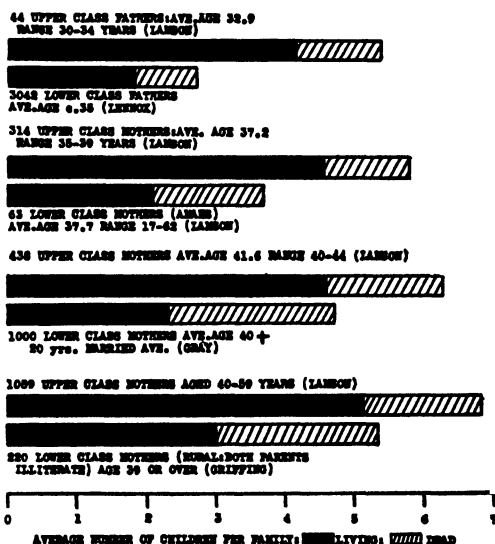 44 UPPER CLASS FATHERS:AVE.AGE 32.9
RANGE 30-34 YEARS (LAMSON)
3042 LOWER CLASS FATHERS
AVE.AGE c.35 (LENNOX)
314 UPPER CLASS MOTHERS:AVE. AGE 37.2
RANGE 35-39 YEARS (LAMSON)
63 LOWER CLASS MOTHERS
AVE.AGE 37.7 RANGE 17-62 (LAMSON)
436 UPPER CLASS MOTHERS AVE.AGE 41.6 RANGE 40-44 (LAMSON)
1000 LOWER CLASS MOTHERS AVE.AGE 40+
20 yrs. MARRIED AVE. (GRAY)
1089 UPPER CLASS MOTHERS AGED 40-59 YEARS (LAMSON)
220 LOWER CLASS MOTHERS (RURAL:BOTH PARENTS
ILLITERATE) AGE 39 OR OVER (GRIFFING)
0 1 2 3 4 5 6 7
AVERAGE NUMBER OF CHILDREN PER FAMILY: LIVING: DEAD